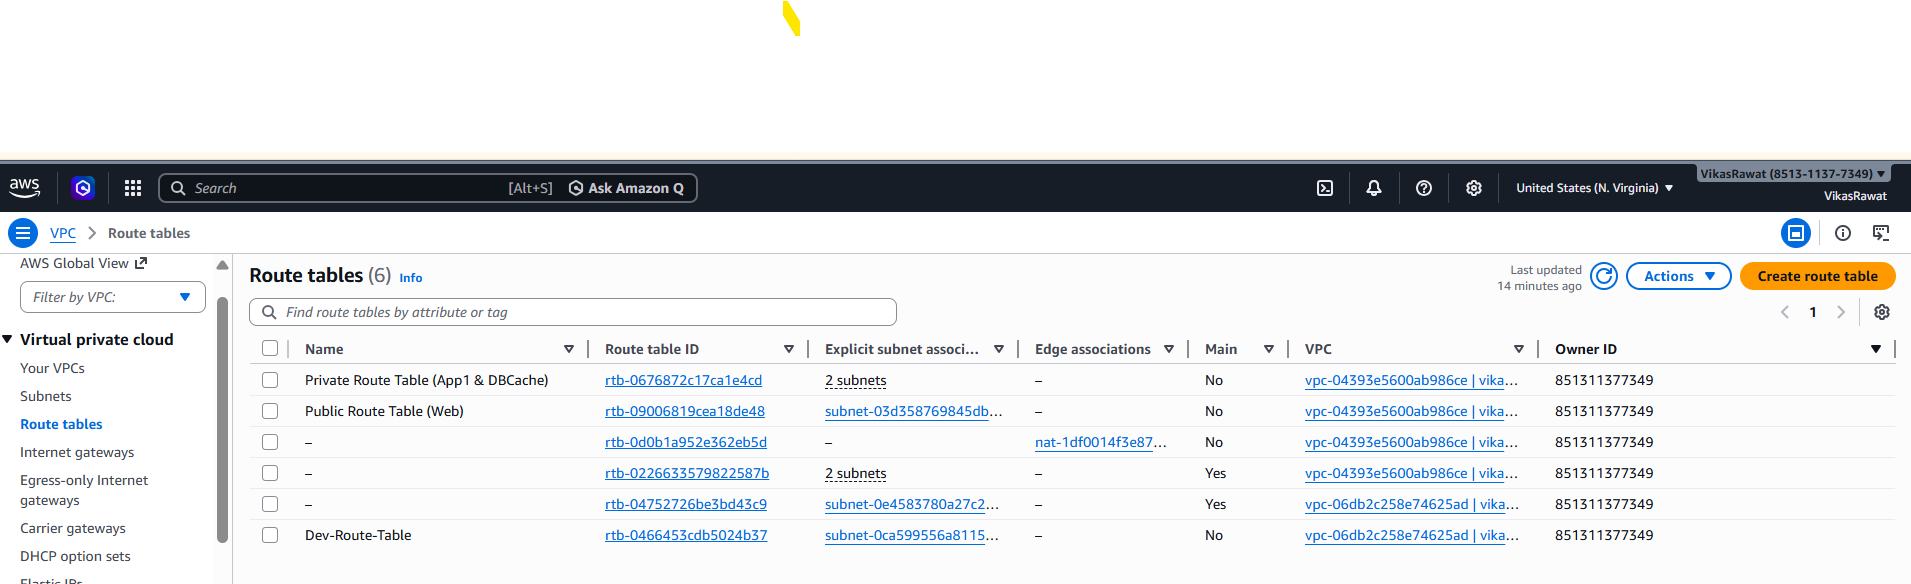 aws
Search [Alt+S] Ask Amazon Q
United States (N. Virginia)
VikasRawat (8513-1137-7349)
VikasRawat
VPC > Route tables
AWS Global View
Filter by VPC:
Virtual private cloud
Your VPCs
Subnets
Route tables
Internet gateways
Egress-only Internet
gateways
Carrier gateways
DHCP option sets
Elastic IPs
Route tables (6) Info
Last updated
14 minutes ago
Actions
Create route table
Find route tables by attribute or tag
1
Name Route table ID Explicit subnet associ... Edge associations Main VPC Owner ID
Private Route Table (App1 & DBCache) rtb-0676872c17ca1e4cd 2 subnets – No vpc-04393e5600ab986ce | vika... 851311377349
Public Route Table (Web) rtb-09006819cea18de48 subnet-03d358769845db... – No vpc-04393e5600ab986ce | vika... 851311377349
– rtb-0d0b1a952e362eb5d – nat-1df0014f3e87... No vpc-04393e5600ab986ce | vika... 851311377349
– rtb-0226633579822587b 2 subnets – Yes vpc-04393e5600ab986ce | vika... 851311377349
– rtb-04752726be3bd43c9 subnet-0e4583780a27c2... – Yes vpc-06db2c258e74625ad | vika... 851311377349
Dev-Route-Table rtb-0466453cdb5024b37 subnet-0ca599556a8115... – No vpc-06db2c258e74625ad | vika... 851311377349